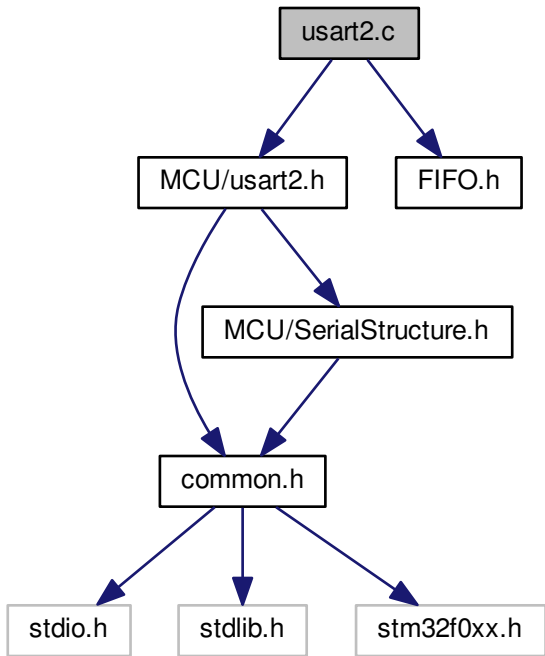 usart2.c
MCU/usart2.h
FIFO.h
MCU/SerialStructure.h
common.h
stdio.h
stdlib.h
stm32f0xx.h